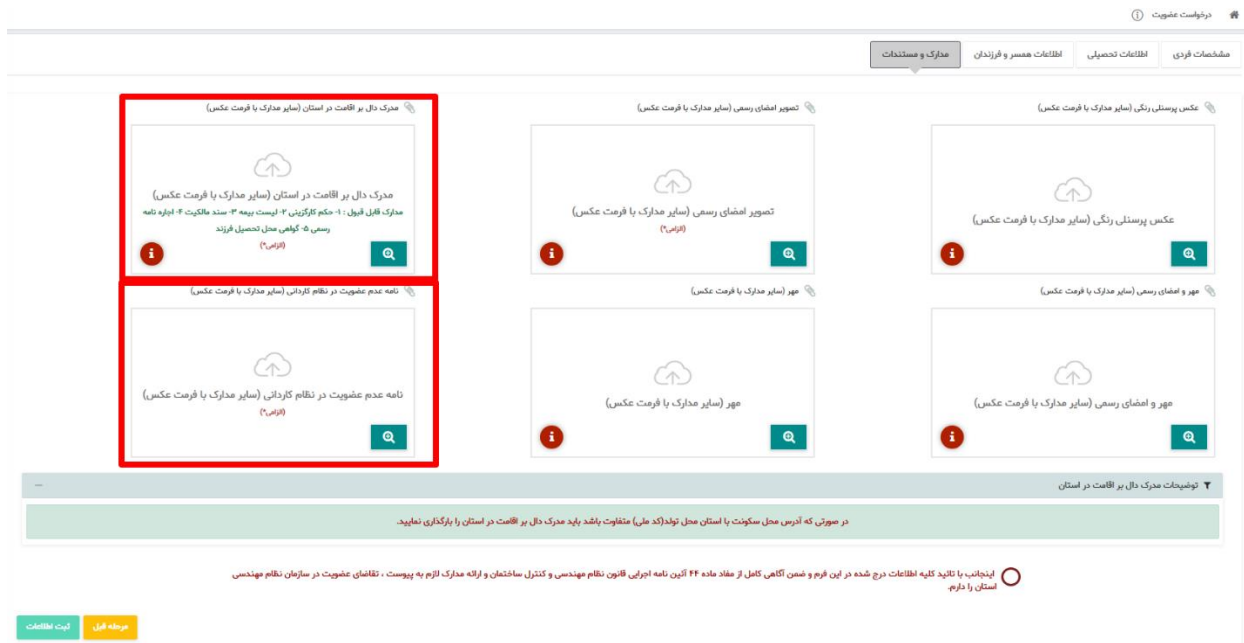 درخواست عضویت
مشخصات فردی
اطلاعات تحصیلی
اطلاعات همسر و فرزندان
مدارک و مستندات
عکس پرسنلی رنگی (سایر مدارک با فرمت عکس)
تصویر امضای رسمی (سایر مدارک با فرمت عکس)
مدرک دال بر اقامت در استان (سایر مدارک با فرمت عکس)
عکس پرسنلی رنگی (سایر مدارک با فرمت عکس)
تصویر امضای رسمی (سایر مدارک با فرمت عکس)
(الزامی*)
مدرک دال بر اقامت در استان (سایر مدارک با فرمت عکس)
مدارک قابل قبول : ۱- حکم کارگزینی ۲- لیست بیمه ۳- سند مالکیت ۴- اجاره نامه
رسمی ۵- گواهی محل تحصیل فرزند
(الزامی*)
مهر و امضای رسمی (سایر مدارک با فرمت عکس)
مهر (سایر مدارک با فرمت عکس)
نامه عدم عضویت در نظام کاردانی (سایر مدارک با فرمت عکس)
مهر و امضای رسمی (سایر مدارک با فرمت عکس)
مهر (سایر مدارک با فرمت عکس)
نامه عدم عضویت در نظام کاردانی (سایر مدارک با فرمت عکس)
(الزامی*)
توضیحات مدرک دال بر اقامت در استان
در صورتی که آدرس محل سکونت با استان محل تولد(کد ملی) متفاوت باشد باید مدرک دال بر اقامت در استان را بارگذاری نمایید.
اینجانب با تائید کلیه اطلاعات درج شده در این فرم و ضمن آگاهی کامل از مفاد ماده ۴۴ آئین نامه اجرایی قانون نظام مهندسی و کنترل ساختمان و ارائه مدارک لازم به پیوست ، تقاضای عضویت در سازمان نظام مهندسی
استان را دارم.
مرحله قبل
ثبت اطلاعات